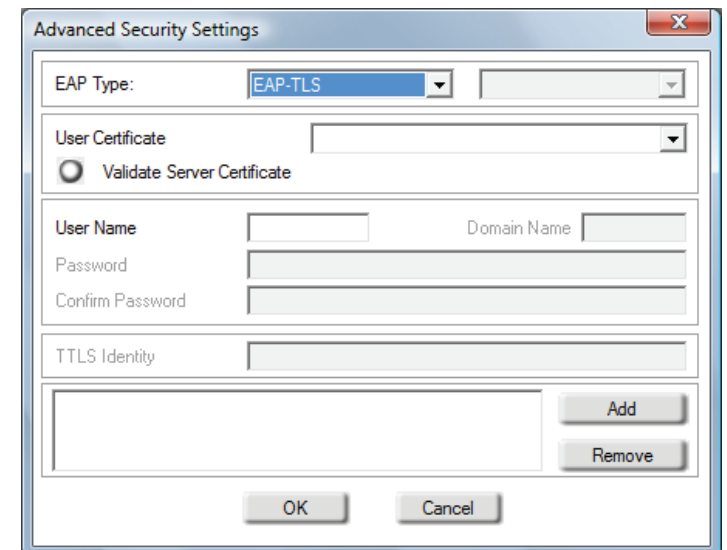 Advanced Security Settings
EAP Type: EAP-TLS
User Certificate
Validate Server Certificate
User Name Domain Name
Password
Confirm Password
TTLS Identity
Add
Remove
OK Cancel